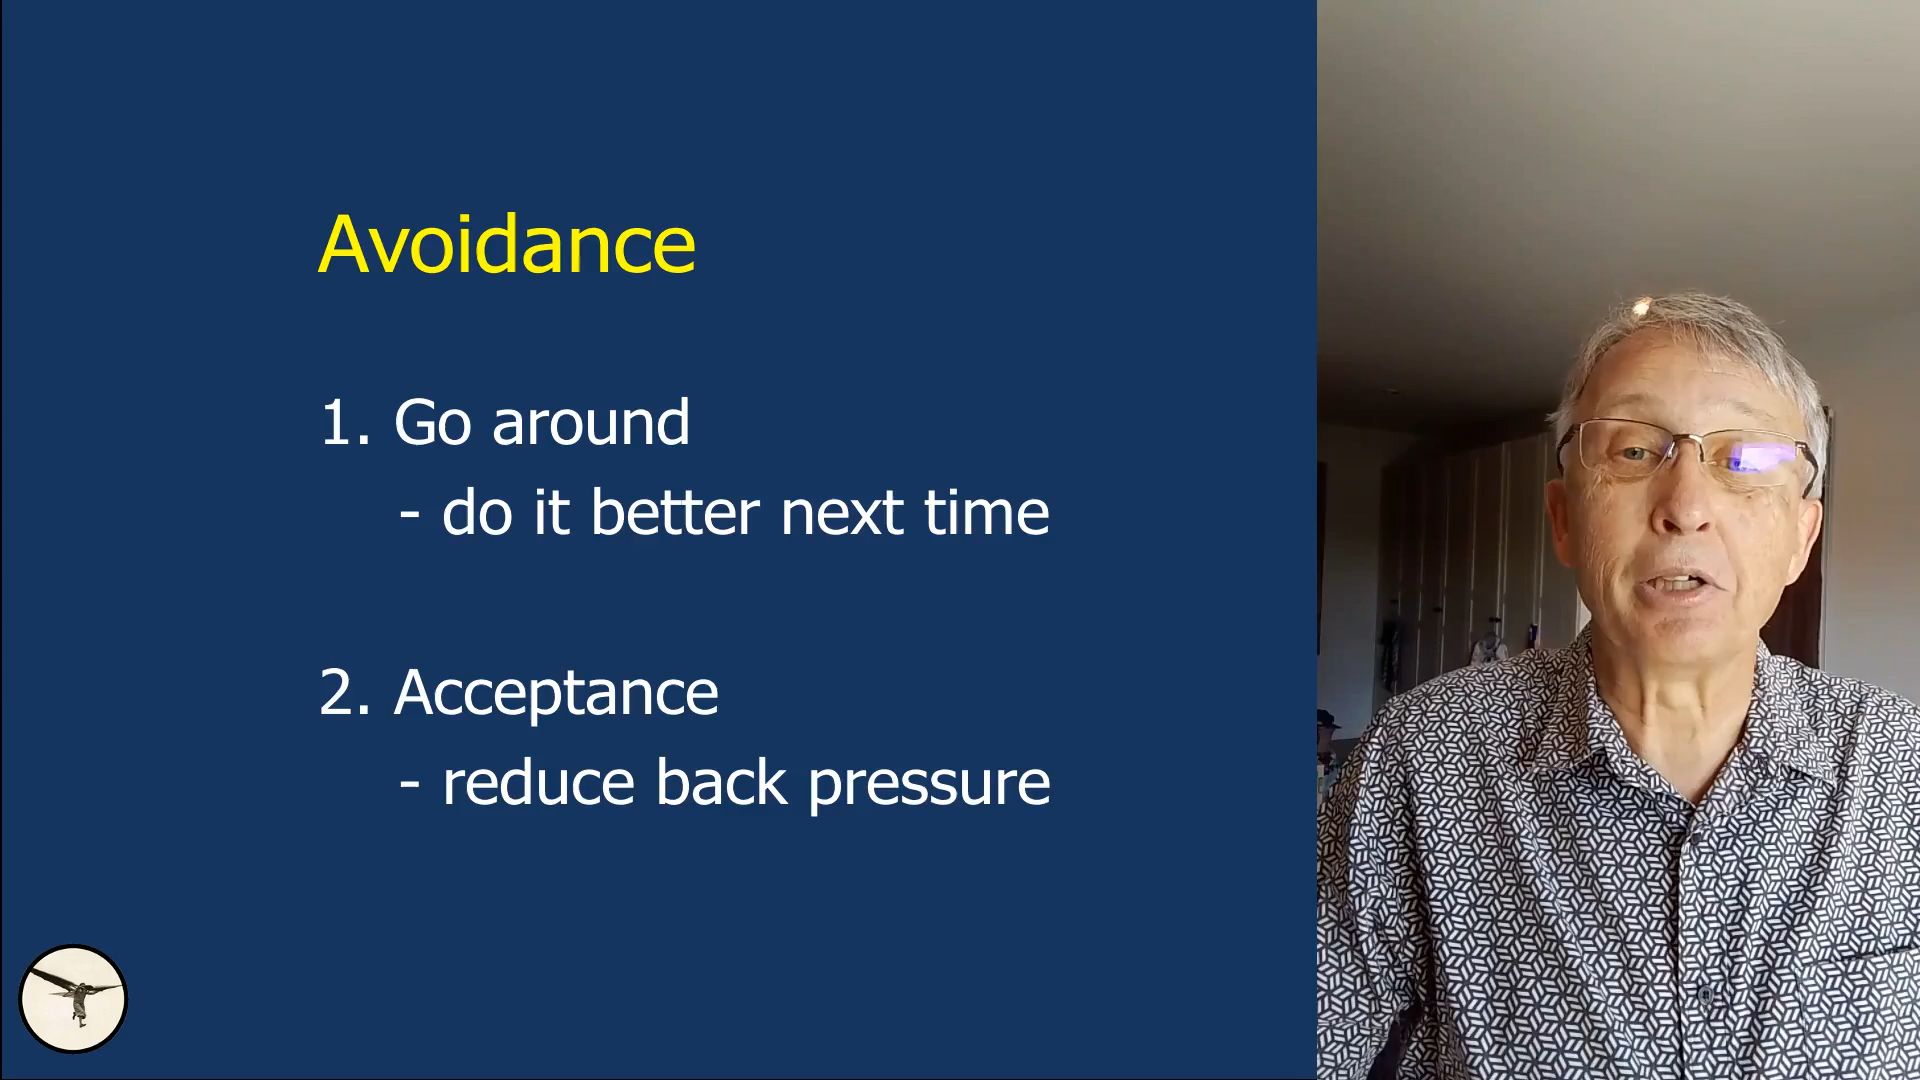 Avoidance
1. Go around
- do it better next time
2. Acceptance
- reduce back pressure